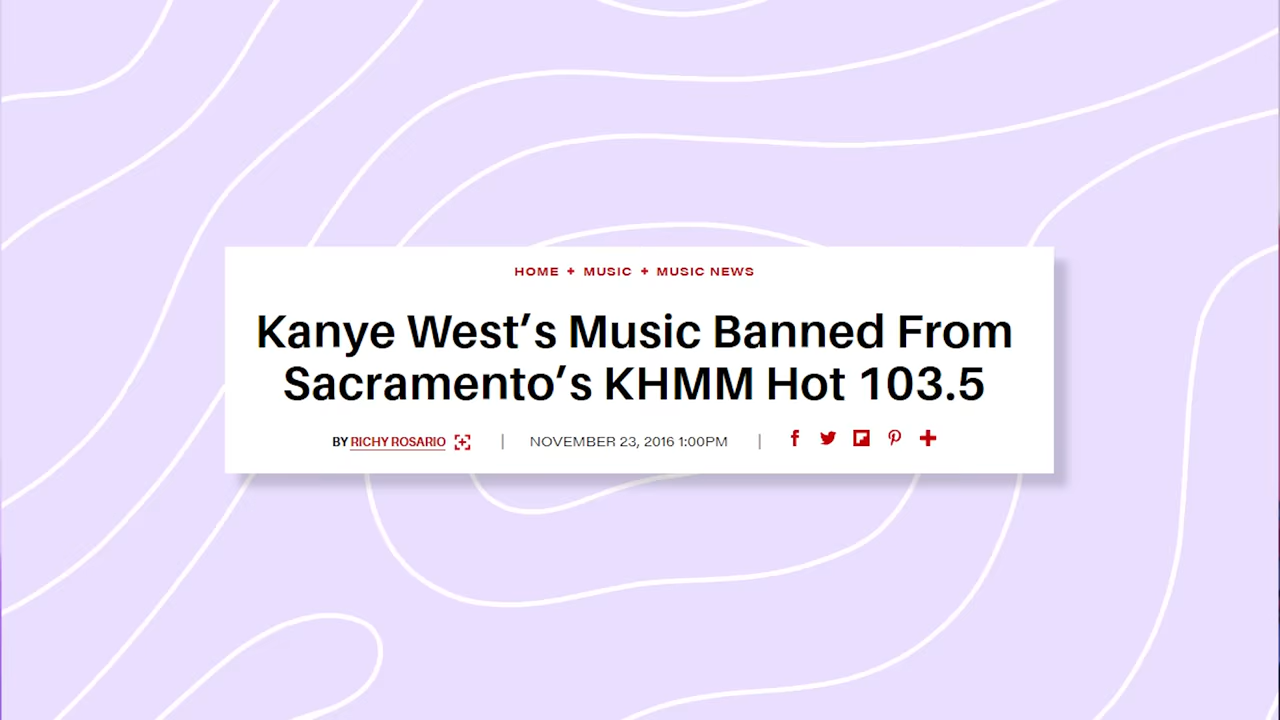 HOME + MUSIC + MUSIC NEWS
Kanye West’s Music Banned From
Sacramento’s KHMM Hot 103.5
BY RICHY ROSARIO | NOVEMBER 23, 2016 1:00PM |